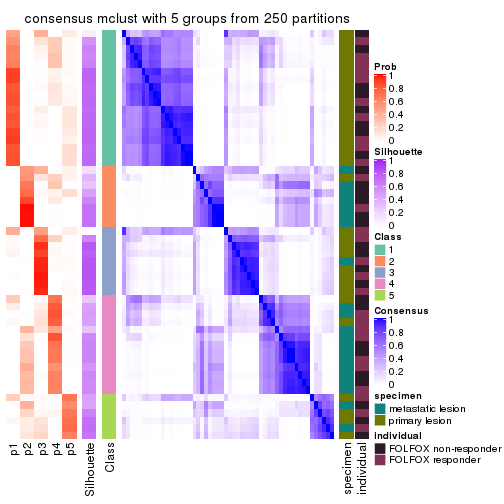 consensus mclust with 5 groups from 250 partitions
Prob
1
0.8
0.6
0.4
0.2
0
Silhouette
1
0.8
0.6
0.4
0.2
0
Class
1
2
3
4
5
Consensus
1
0.8
0.6
0.4
0.2
0
specimen
metastatic lesion
primary lesion
individual
FOLFOX non-responder
FOLFOX responder
p1
p2
p3
p4
p5
Silhouette
Class
specimen
individual